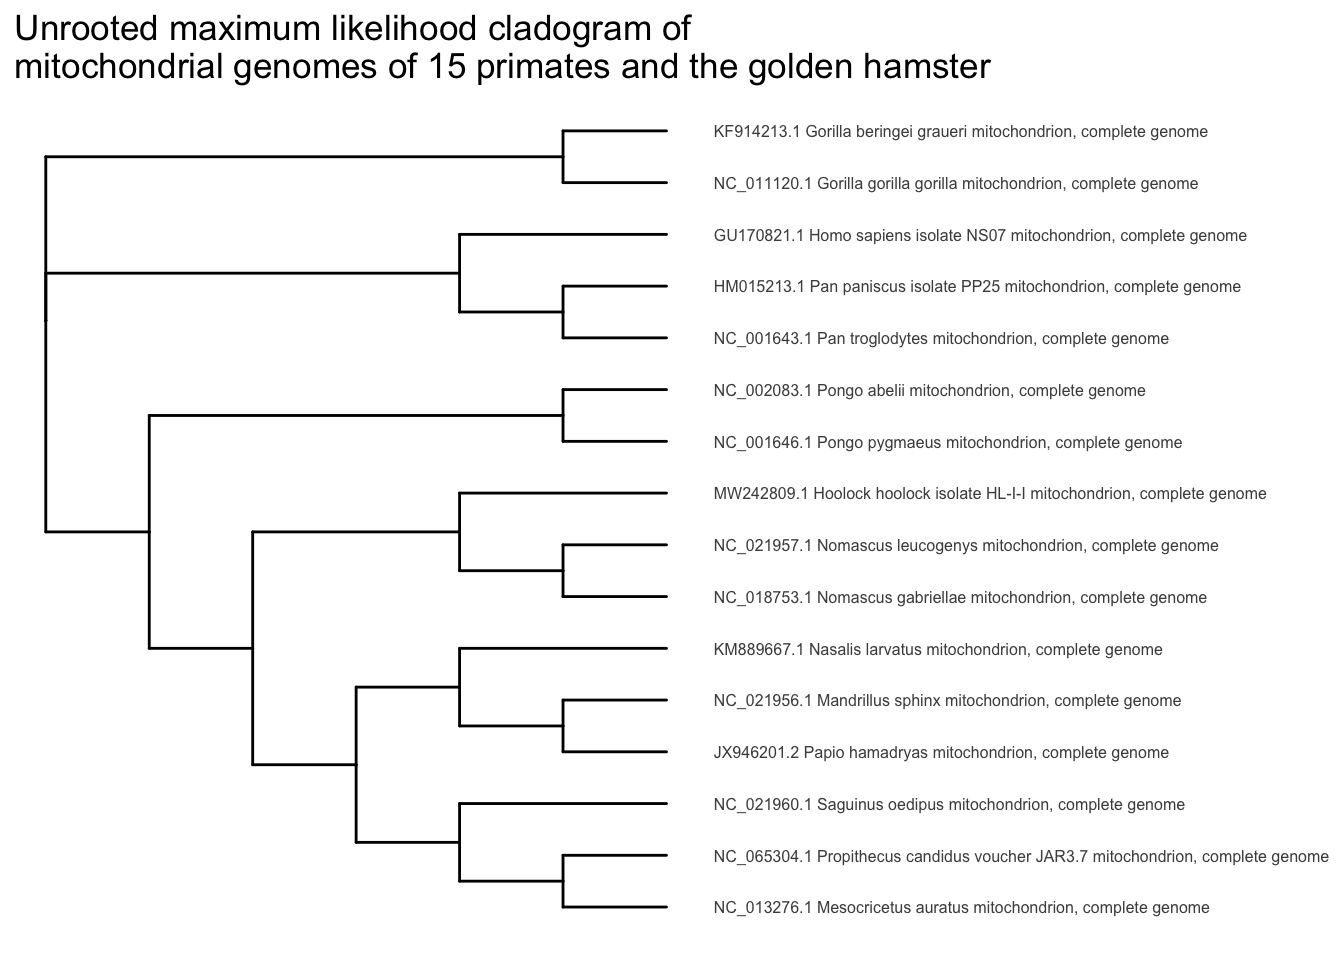 Unrooted maximum likelihood cladogram of
mitochondrial genomes of 15 primates and the golden hamster
KF914213.1 Gorilla beringei graueri mitochondrion, complete genome
NC_011120.1 Gorilla gorilla gorilla mitochondrion, complete genome
GU170821.1 Homo sapiens isolate NS07 mitochondrion, complete genome
HM015213.1 Pan paniscus isolate PP25 mitochondrion, complete genome
NC_001643.1 Pan troglodytes mitochondrion, complete genome
NC_002083.1 Pongo abelii mitochondrion, complete genome
NC_001646.1 Pongo pygmaeus mitochondrion, complete genome
MW242809.1 Hoolock hoolock isolate HL-I-I mitochondrion, complete genome
NC_021957.1 Nomascus leucogenys mitochondrion, complete genome
NC_018753.1 Nomascus gabriellae mitochondrion, complete genome
KM889667.1 Nasalis larvatus mitochondrion, complete genome
NC_021956.1 Mandrillus sphinx mitochondrion, complete genome
JX946201.2 Papio hamadryas mitochondrion, complete genome
NC_021960.1 Saguinus oedipus mitochondrion, complete genome
NC_065304.1 Propithecus candidus voucher JAR3.7 mitochondrion, complete genome
NC_013276.1 Mesocricetus auratus mitochondrion, complete genome